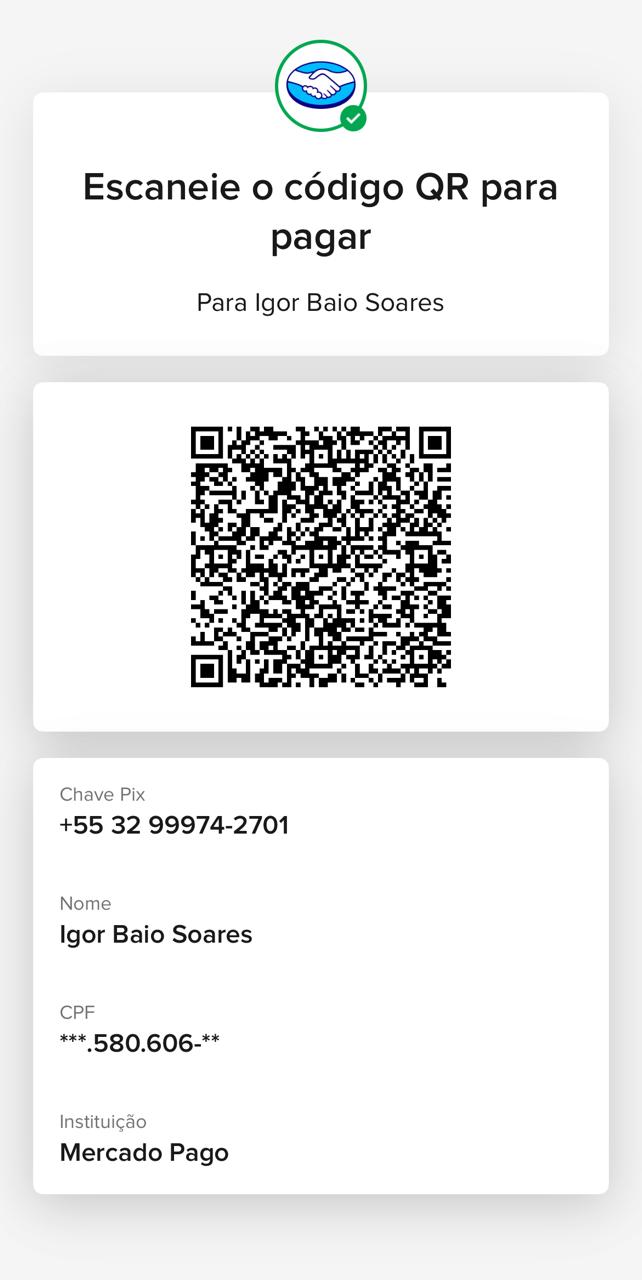 Escaneie o código QR para
pagar
Para Igor Baio Soares
Chave Pix
+55 32 99974-2701
Nome
Igor Baio Soares
CPF
***.580.606-**
Instituição
Mercado Pago